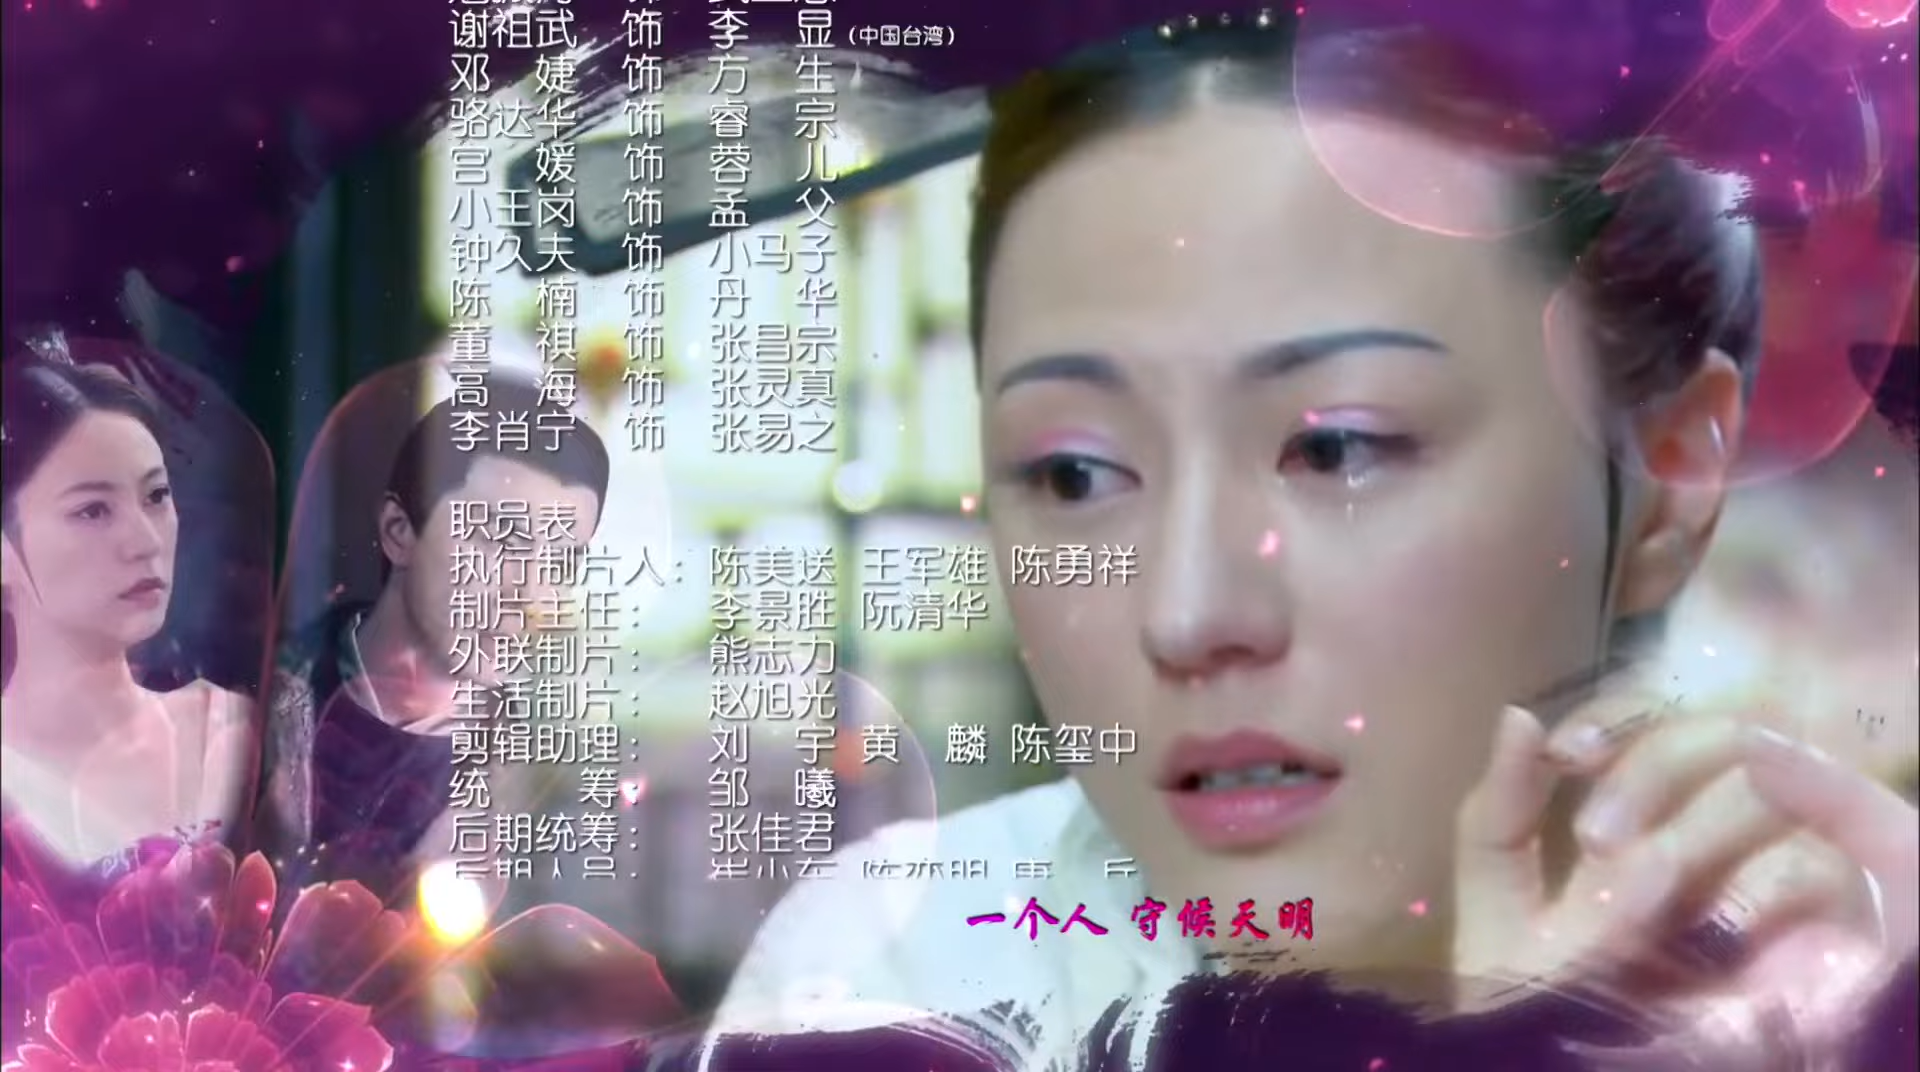 谢祖武 饰 李 显（中国台湾）
邓 婕 饰 方 生
骆达华 饰 睿 宗
宫 媛 饰 蓉 儿
小王岗 饰 孟 父
钟久夫 饰 小马子
陈 楠 饰 丹 华
董 祺 饰 张昌宗
高 海 饰 张灵真
李肖宁 饰 张易之
职员表
执行制片人： 陈美送 王军雄 陈勇祥
制片主任： 李景胜 阮清华
外联制片： 熊志力
生活制片： 赵旭光
剪辑助理： 刘 宇 黄 麟 陈玺中
统 筹： 邹 曦
后期统筹： 张佳君
后期人员：
一个人 守候天明